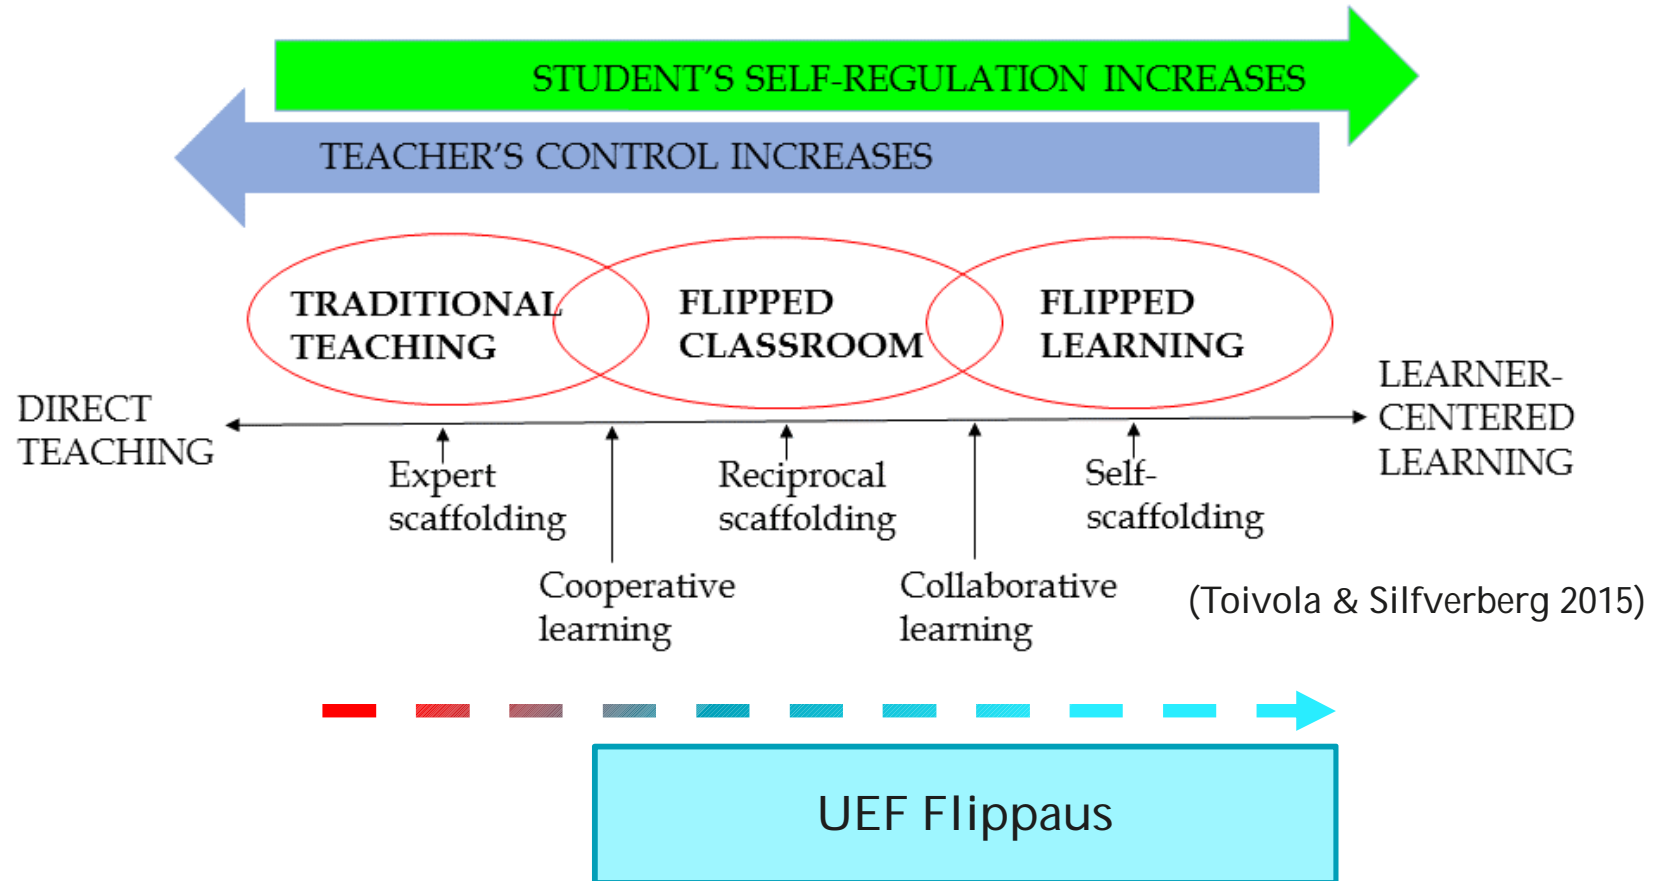 STUDENT'S SELF-REGULATION INCREASES
TEACHER'S CONTROL INCREASES
TRADITIONAL
TEACHING
FLIPPED
CLASSROOM
FLIPPED
LEARNING
DIRECT
TEACHING
LEARNER-
CENTERED
LEARNING
Expert
scaffolding
Reciprocal
scaffolding
Self-
scaffolding
Cooperative
learning
Collaborative
learning
(Toivola & Silfverberg 2015)
UEF Flippaus